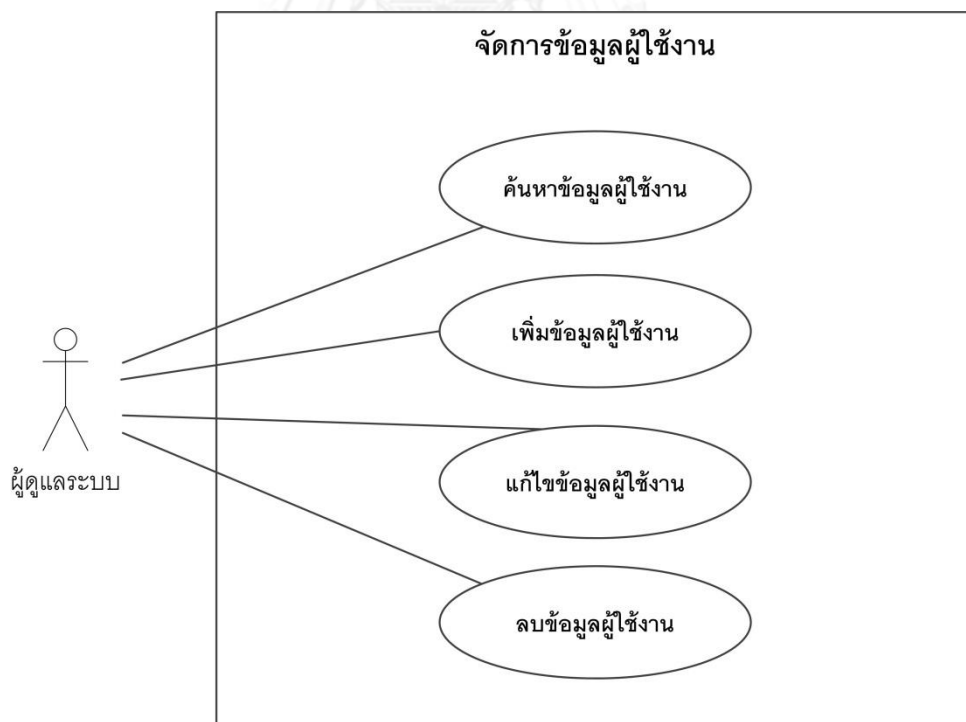 จัดการข้อมูลผู้ใช้งาน
ค้นหาข้อมูลผู้ใช้งาน
เพิ่มข้อมูลผู้ใช้งาน
แก้ไขข้อมูลผู้ใช้งาน
ผู้ดูแลระบบ
ลบข้อมูลผู้ใช้งาน